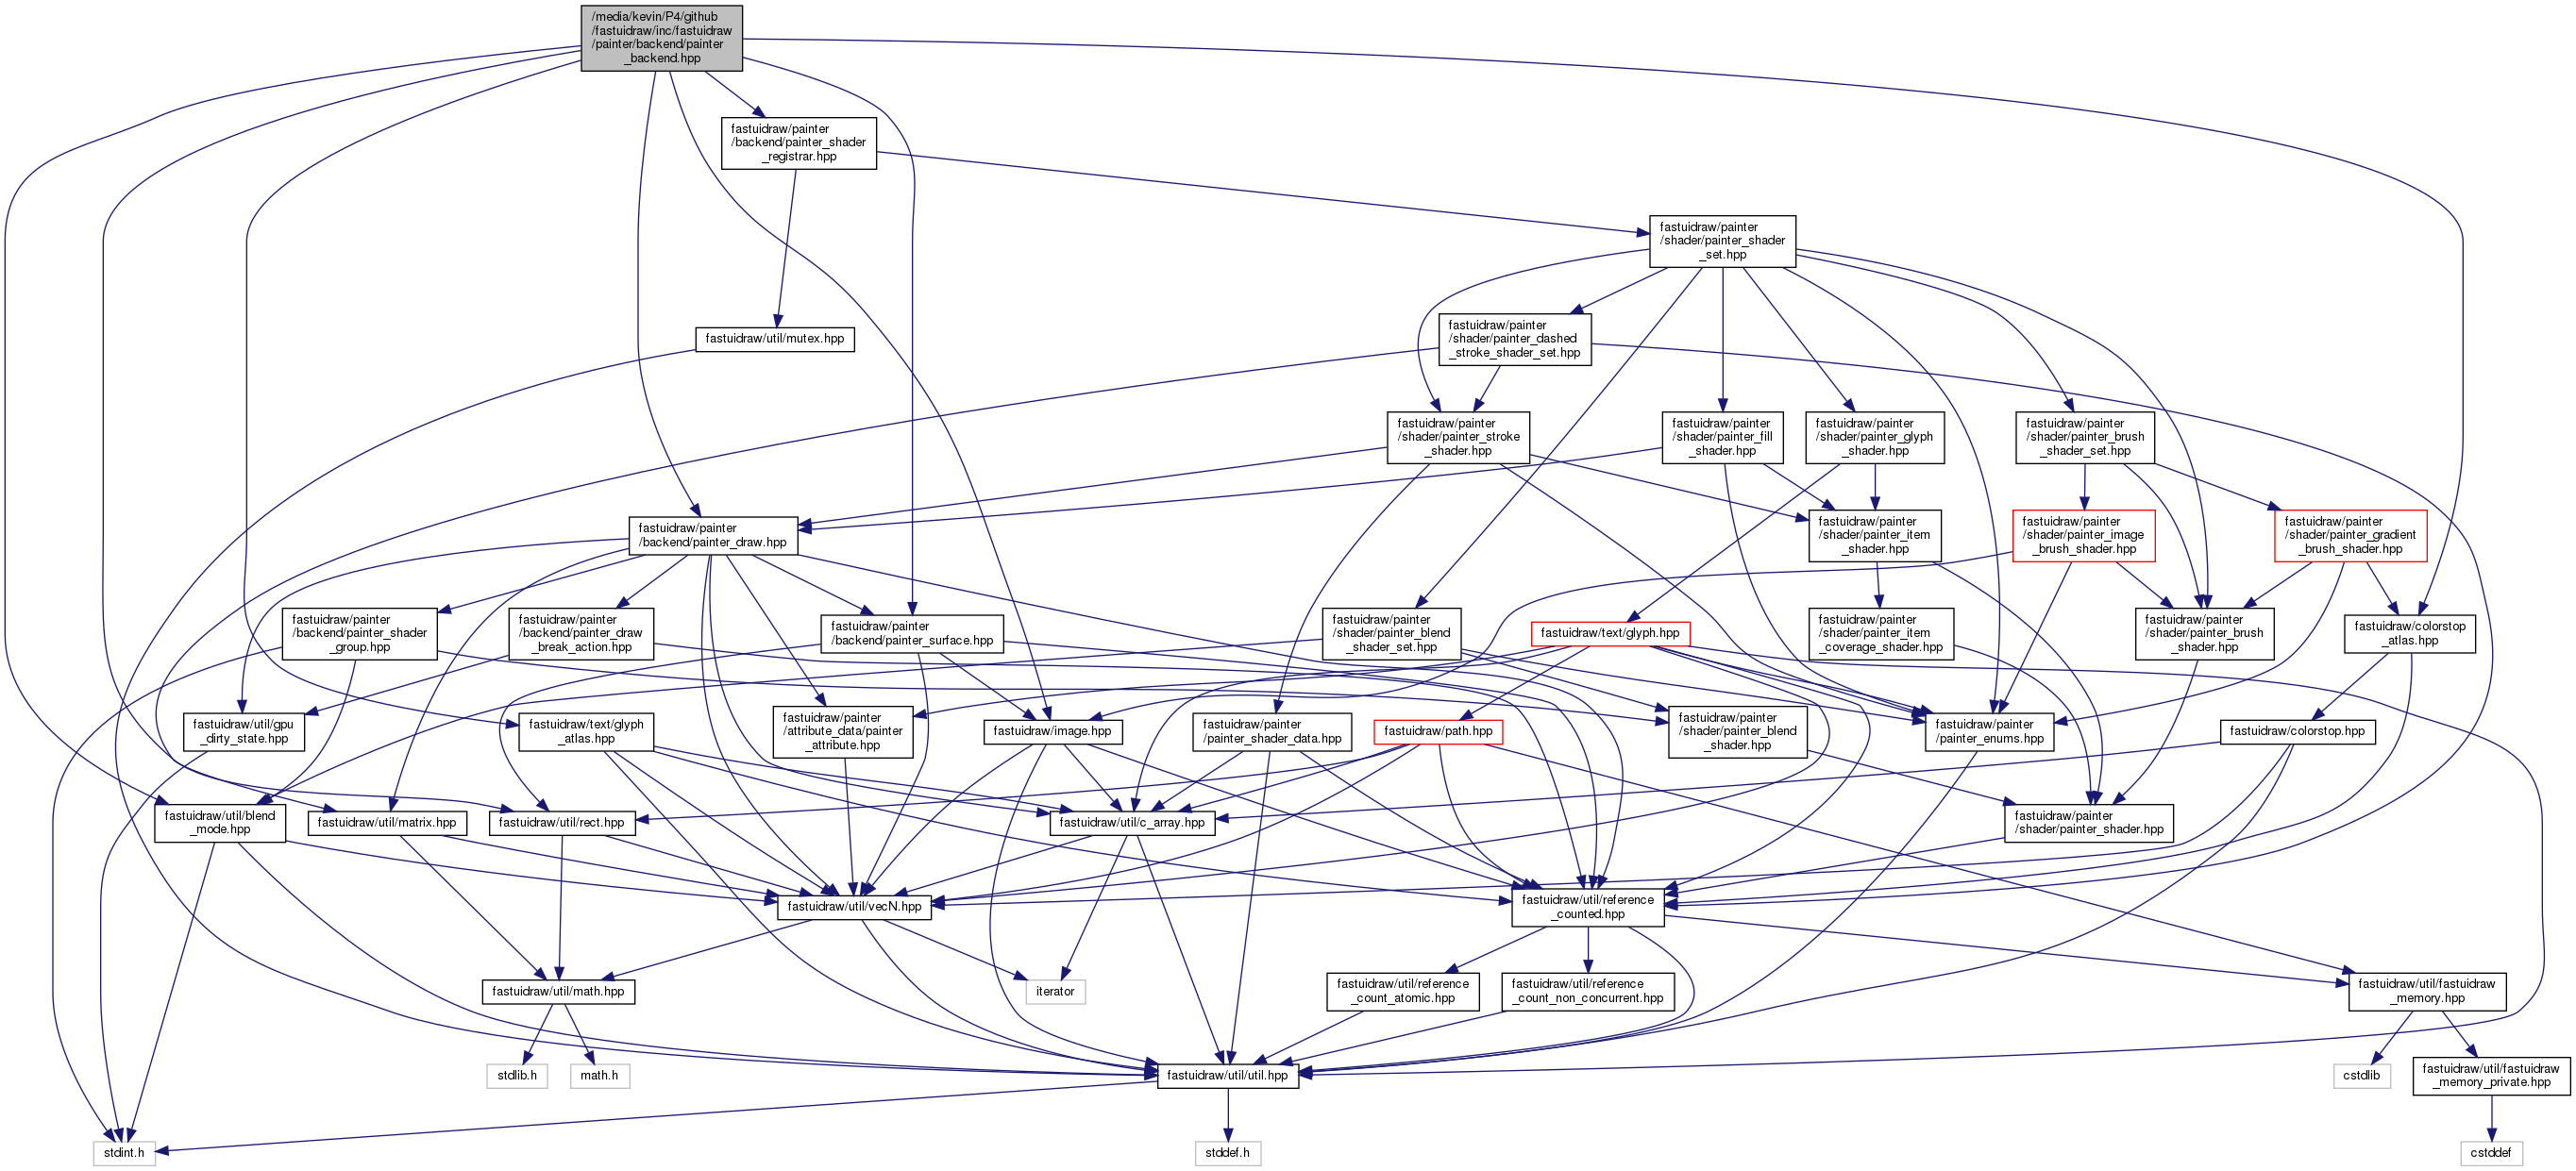 /media/kevin/P4/github
/fastuidraw/inc/fastuidraw
/painter/backend/painter
_backend.hpp
fastuidraw/painter
/backend/painter_shader
_registrar.hpp
fastuidraw/painter
/shader/painter_shader
_set.hpp
fastuidraw/util/mutex.hpp
fastuidraw/painter
/shader/painter_dashed
_stroke_shader_set.hpp
fastuidraw/painter
/shader/painter_stroke
_shader.hpp
fastuidraw/painter
/shader/painter_fill
_shader.hpp
fastuidraw/painter
/shader/painter_glyph
_shader.hpp
fastuidraw/painter
/shader/painter_brush
_shader_set.hpp
fastuidraw/painter
/backend/painter_draw.hpp
fastuidraw/painter
/shader/painter_item
_shader.hpp
fastuidraw/painter
/shader/painter_image
_brush_shader.hpp
fastuidraw/painter
/shader/painter_gradient
_brush_shader.hpp
fastuidraw/painter
/backend/painter_shader
_group.hpp
fastuidraw/painter
/backend/painter_draw
_break_action.hpp
fastuidraw/painter
/backend/painter_surface.hpp
fastuidraw/painter
/shader/painter_blend
_shader_set.hpp
fastuidraw/text/glyph.hpp
fastuidraw/painter
/shader/painter_item
_coverage_shader.hpp
fastuidraw/painter
/shader/painter_brush
_shader.hpp
fastuidraw/colorstop
_atlas.hpp
fastuidraw/util/gpu
_dirty_state.hpp
fastuidraw/text/glyph
_atlas.hpp
fastuidraw/painter
/attribute_data/painter
_attribute.hpp
fastuidraw/image.hpp
fastuidraw/painter
/painter_shader_data.hpp
fastuidraw/path.hpp
fastuidraw/painter
/shader/painter_blend
_shader.hpp
fastuidraw/painter
/painter_enums.hpp
fastuidraw/colorstop.hpp
fastuidraw/util/blend
_mode.hpp
fastuidraw/util/matrix.hpp
fastuidraw/util/rect.hpp
fastuidraw/util/c_array.hpp
fastuidraw/painter
/shader/painter_shader.hpp
fastuidraw/util/vecN.hpp
fastuidraw/util/reference
_counted.hpp
fastuidraw/util/math.hpp
iterator
fastuidraw/util/reference
_count_atomic.hpp
fastuidraw/util/reference
_count_non_concurrent.hpp
fastuidraw/util/fastuidraw
_memory.hpp
stdlib.h
math.h
fastuidraw/util/util.hpp
cstdlib
fastuidraw/util/fastuidraw
_memory_private.hpp
stdint.h
stddef.h
cstddef